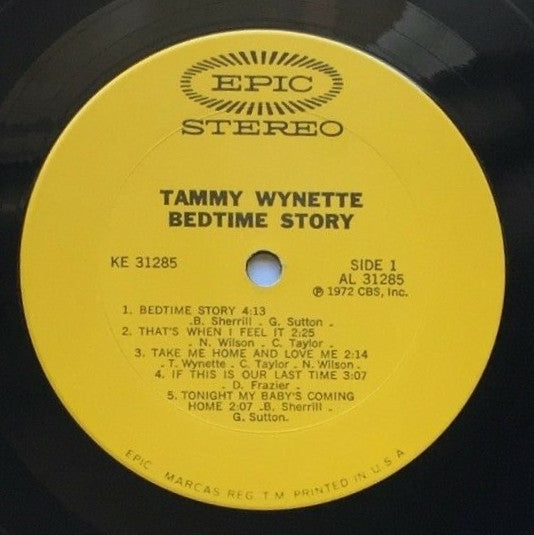 EPIC
STEREO
TAMMY WYNETTE
BEDTIME STORY
KE 31285
SIDE 1
AL 31285
℗ 1972 CBS, Inc.
1. BEDTIME STORY 4:13
.B. Sherrill . G. Sutton .
2. THAT'S WHEN I FEEL IT 2:25
. N. Wilson . C. Taylor .
3. TAKE ME HOME AND LOVE ME 2:14
. T. Wynette . C. Taylor . N. Wilson .
4. IF THIS IS OUR LAST TIME 3:07
. D. Frazier .
5. TONIGHT MY BABY'S COMING
HOME 2:07 .B. Sherrill .
G. Sutton.
EPIC. MARCAS REG. T.M. PRINTED IN U.S.A